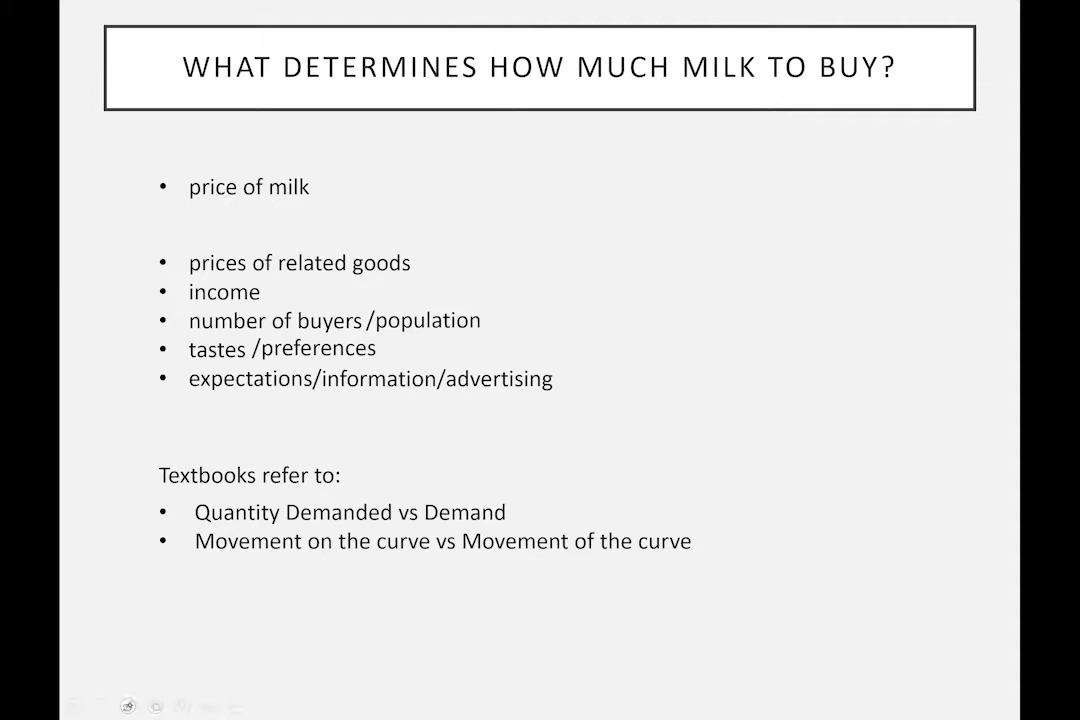 WHAT DETERMINES HOW MUCH MILK TO BUY?
• price of milk
• prices of related goods
• income
• number of buyers/population
• tastes/preferences
• expectations/information/advertising
Textbooks refer to:
• Quantity Demanded vs Demand
• Movement on the curve vs Movement of the curve